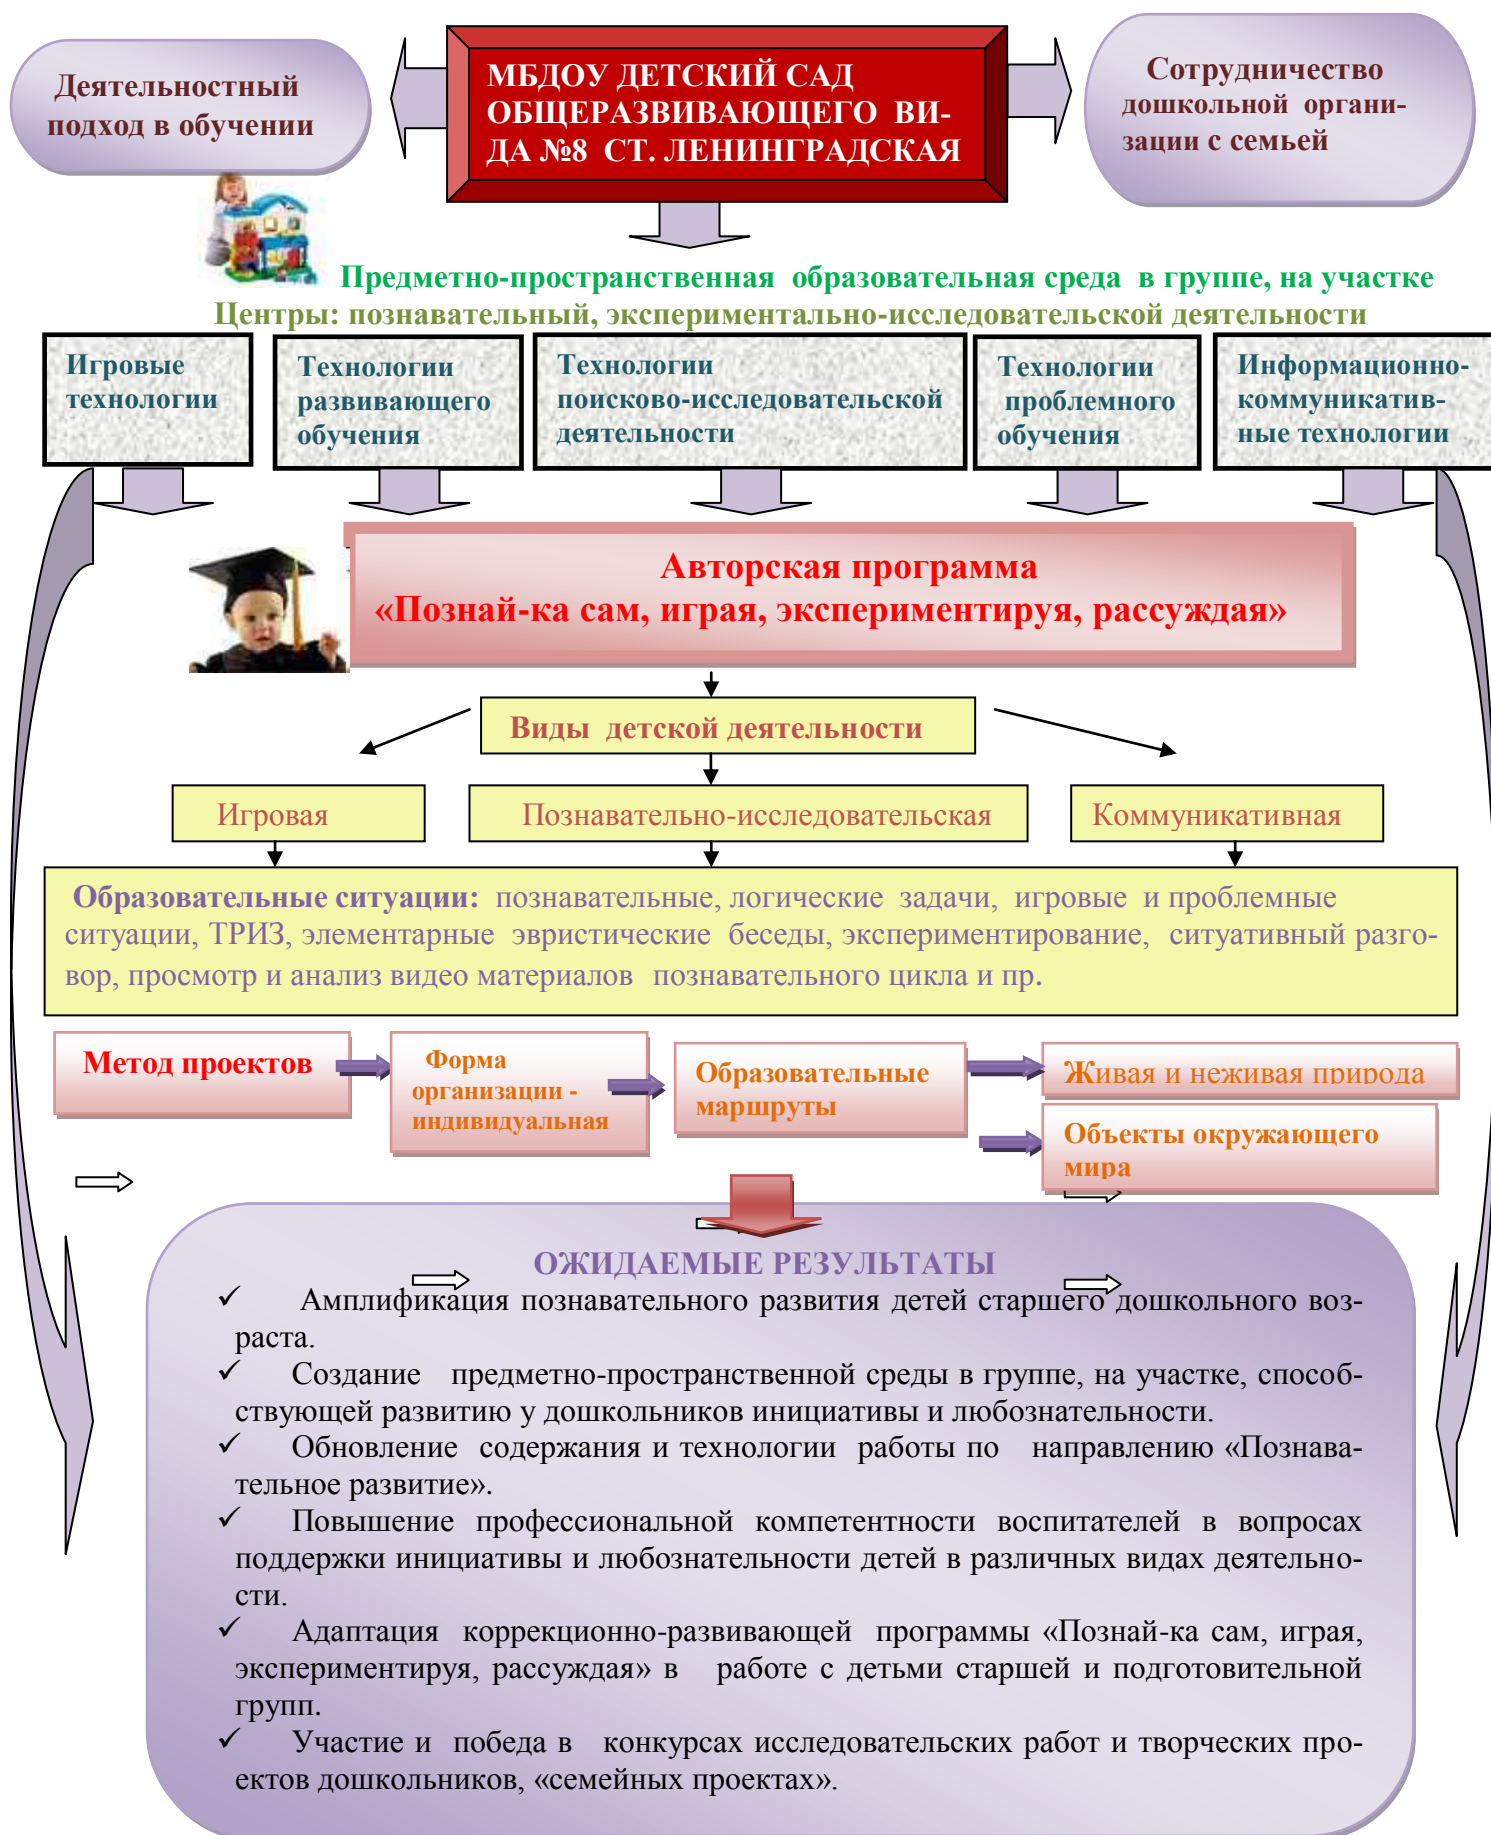 Деятельностный
подход в обучении
МБДОУ ДЕТСКИЙ САД
ОБЩЕРАЗВИВАЮЩЕГО ВИ-
ДА №8 СТ. ЛЕНИНГРАДСКАЯ
Сотрудничество
дошкольной органи-
зации с семьей
Предметно-пространственная образовательная среда в группе, на участке
Центры: познавательный, экспериментально-исследовательской деятельности
Игровые
технологии
Технологии
развивающего
обучения
Технологии
поисково-исследовательской
деятельности
Технологии
проблемного
обучения
Информационно-
коммуникатив-
ные технологии
Авторская программа
«Познай-ка сам, играя, экспериментируя, рассуждая»
Виды детской деятельности
Игровая
Познавательно-исследовательская
Коммуникативная
Образовательные ситуации: познавательные, логические задачи, игровые и проблемные
ситуации, ТРИЗ, элементарные эвристические беседы, экспериментирование, ситуативный разго-
вор, просмотр и анализ видео материалов познавательного цикла и пр.
Метод проектов
Форма
организации -
индивидуальная
Образовательные
маршруты
Живая и неживая природа
Объекты окружающего
мира
ОЖИДАЕМЫЕ РЕЗУЛЬТАТЫ
✓ Амплификация познавательного развития детей старшего дошкольного воз-
раста.
✓ Создание предметно-пространственной среды в группе, на участке, способ-
ствующей развитию у дошкольников инициативы и любознательности.
✓ Обновление содержания и технологии работы по направлению «Познава-
тельное развитие».
✓ Повышение профессиональной компетентности воспитателей в вопросах
поддержки инициативы и любознательности детей в различных видах деятельно-
сти.
✓ Адаптация коррекционно-развивающей программы «Познай-ка сам, играя,
экспериментируя, рассуждая» в работе с детьми старшей и подготовительной
групп.
✓ Участие и победа в конкурсах исследовательских работ и творческих про-
ектов дошкольников, «семейных проектах».